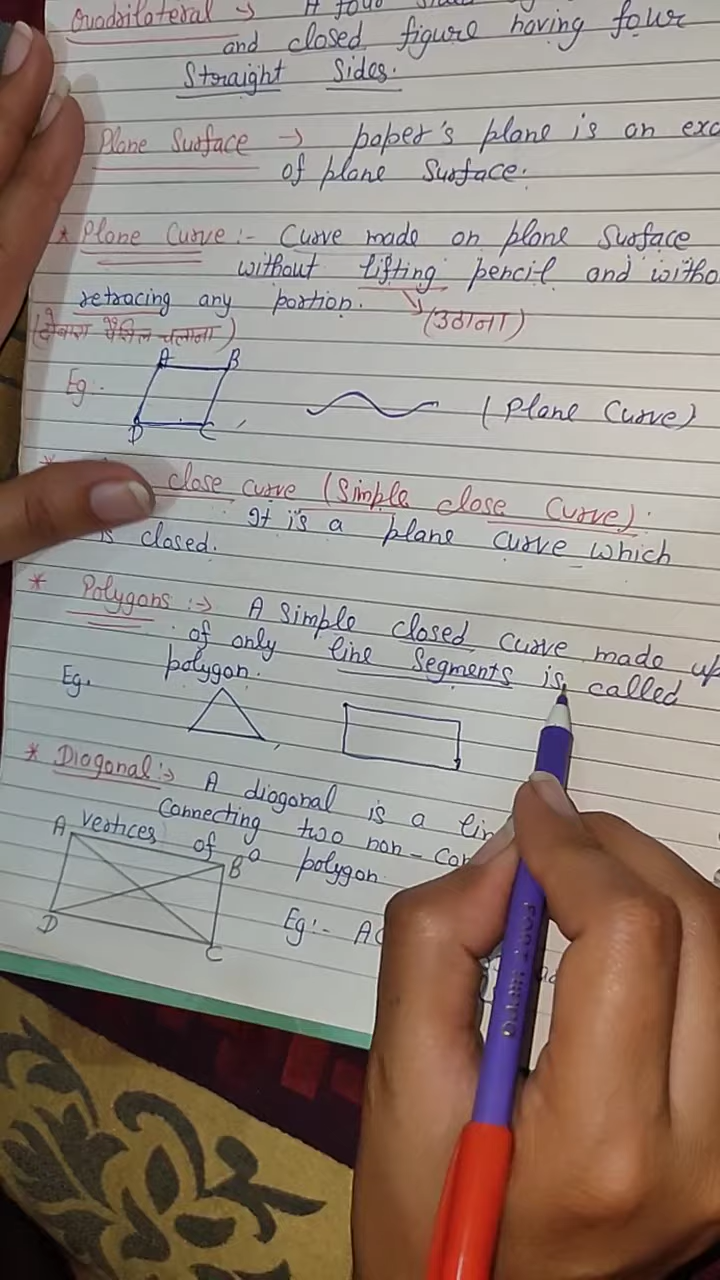 Quadrilateral → A four
and closed figure having four
Straight Sides.
Plane Surface → paper's plane is an
of plane Surface.
* Plane Curve :- Curve made on plane Surface
without lifting pencil and
retracing any portion. (उठाना)
(दोबारा पेंसिल चलाना)
A B
Eg:-
D C , (Plane Curve)
* close curve (Simple close Curve).
It is a plane curve which
is closed.
* Polygons :→ A simple closed curve made up
of only line segments is called
polygon.
Eg. ,
* Diagonal :→ A diagonal is a
Connecting two
vertices of a polygon
A B
D C
Eg:-